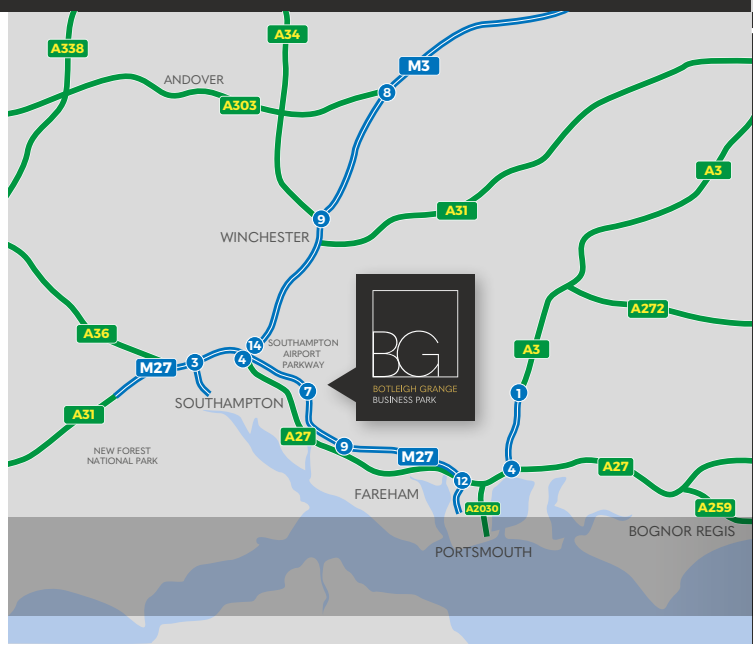 A34
A338
M3
ANDOVER
8
A303
A3
A31
9
WINCHESTER
A272
A36
14
SOUTHAMPTON
AIRPORT
PARKWAY
A3
4
3
M27
BG
BOTLEIGH GRANGE
BUSINESS PARK
7
1
SOUTHAMPTON
A31
A27
9
NEW FOREST
NATIONAL PARK
M27
4
A27
12
FAREHAM
A2030
A259
BOGNOR REGIS
PORTSMOUTH